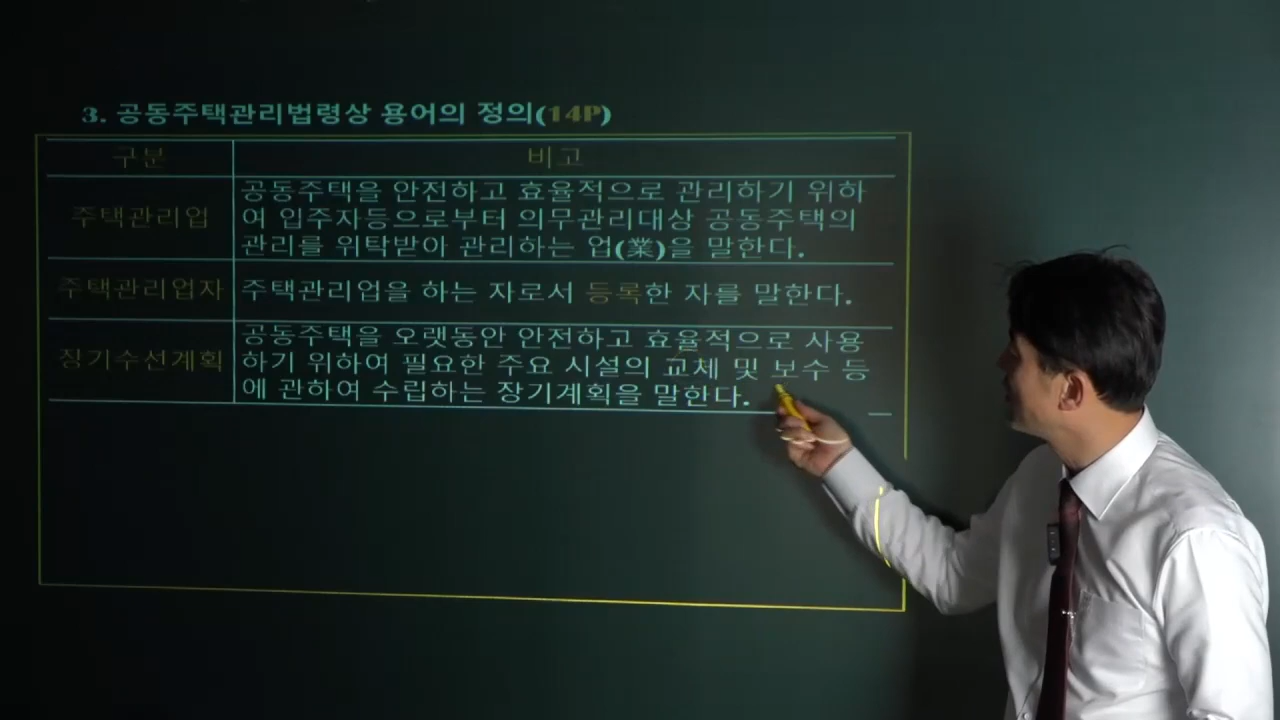 3. 공동주택관리법령상 용어의 정의(14P)
구분
비고
주택관리업
공동주택을 안전하고 효율적으로 관리하기 위하
여 입주자등으로부터 의무관리대상 공동주택의
관리를 위탁받아 관리하는 업(業)을 말한다.
주택관리업자
주택관리업을 하는 자로서 등록한 자를 말한다.
장기수선계획
공동주택을 오랫동안 안전하고 효율적으로 사용
하기 위하여 필요한 주요 시설의 교체 및 보수 등
에 관하여 수립하는 장기계획을 말한다.